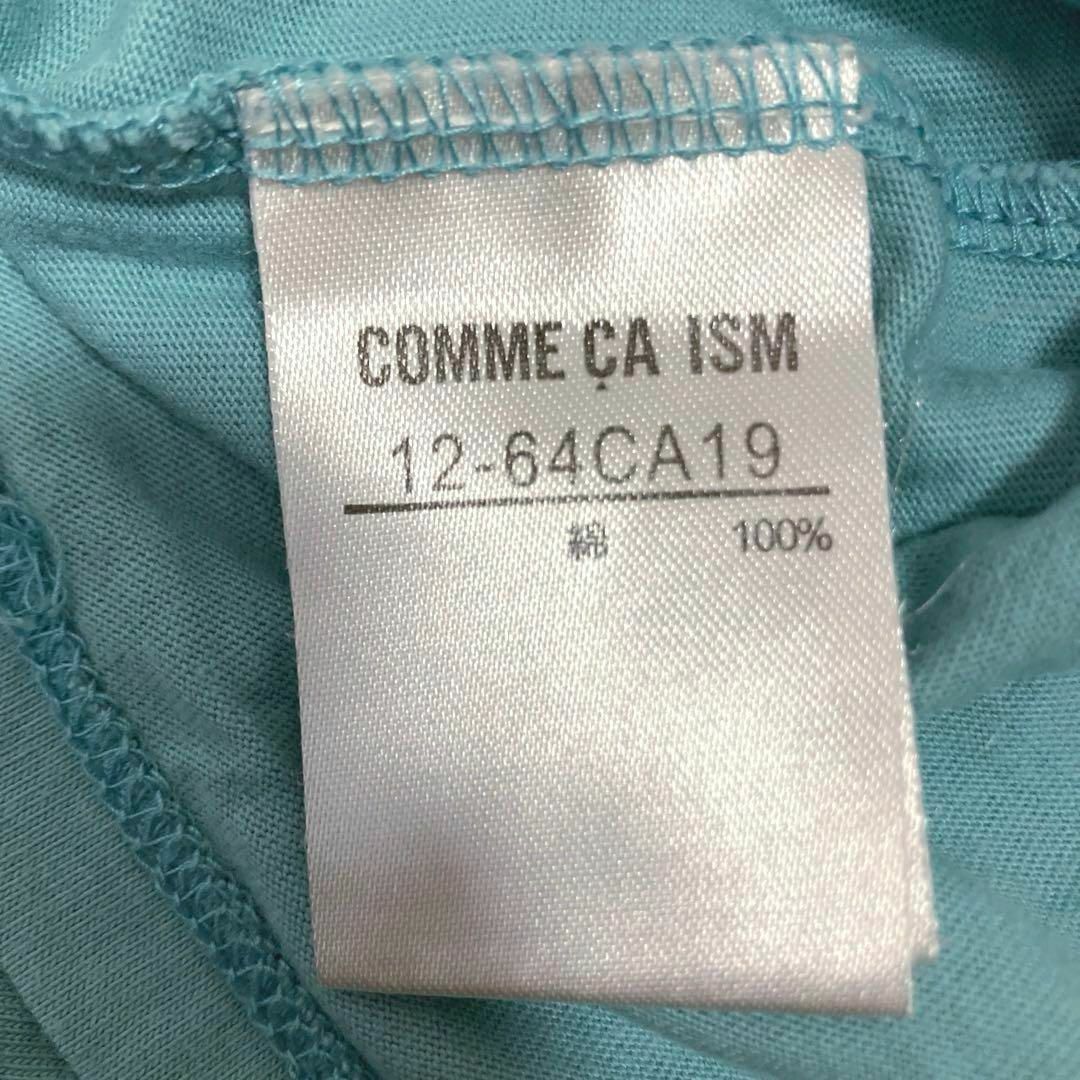 COMME ÇA ISM
12-64CA19
綿 100%